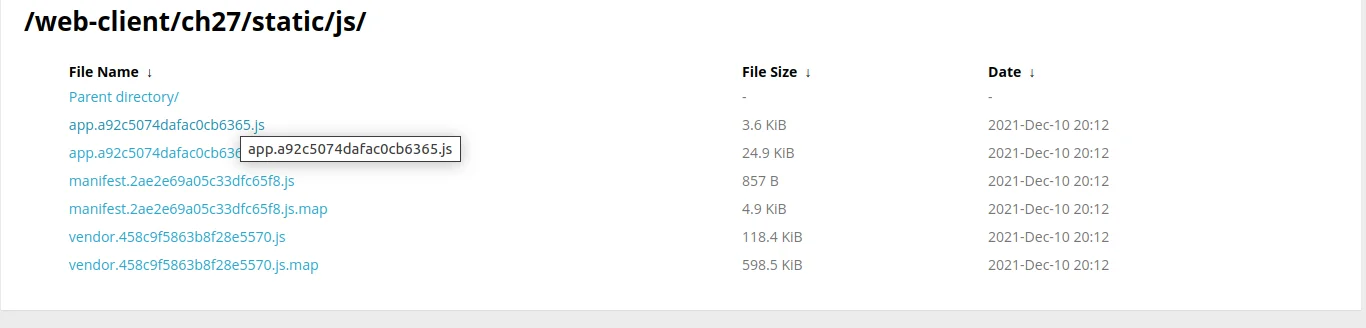 /web-client/ch27/static/js/
File Name ↓ File Size ↓ Date ↓
Parent directory/ - -
app.a92c5074dafac0cb6365.js 3.6 KiB 2021-Dec-10 20:12
app.a92c5074dafac0cb6365.js
app.a92c5074dafac0cb636 24.9 KiB 2021-Dec-10 20:12
manifest.2ae2e69a05c33dfc65f8.js 857 B 2021-Dec-10 20:12
manifest.2ae2e69a05c33dfc65f8.js.map 4.9 KiB 2021-Dec-10 20:12
vendor.458c9f5863b8f28e5570.js 118.4 KiB 2021-Dec-10 20:12
vendor.458c9f5863b8f28e5570.js.map 598.5 KiB 2021-Dec-10 20:12